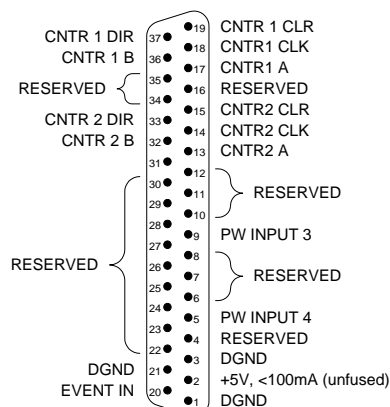 19 CNTR 1 CLR
CNTR 1 DIR 37
18 CNTR1 CLK
CNTR 1 B 36
17 CNTR1 A
35
RESERVED
16 RESERVED
34
15 CNTR2 CLR
CNTR 2 DIR 33
14 CNTR2 CLK
CNTR 2 B 32
13 CNTR2 A
31
12
30
11 RESERVED
29
10
28
9 PW INPUT 3
27
8
RESERVED
26
7 RESERVED
25
6
24
5 PW INPUT 4
23
4 RESERVED
22
3 DGND
DGND 21
2 +5V, <100mA (unfused)
EVENT IN 20
1 DGND